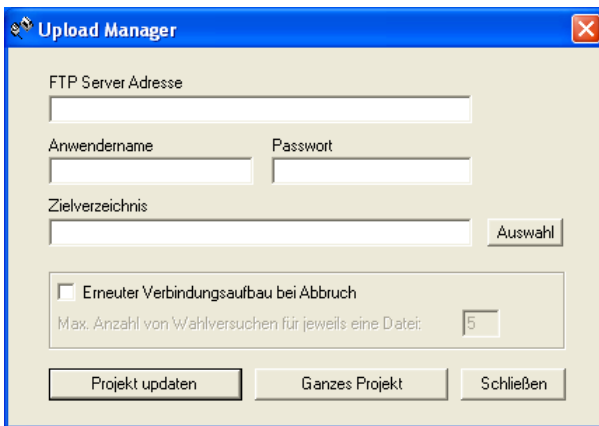 Upload Manager
FTP Server Adresse
Anwendername Passwort
Zielverzeichnis
Auswahl
Erneuter Verbindungsaufbau bei Abbruch
Max. Anzahl von Wahlversuchen für jeweils eine Datei: 5
Projekt updaten Ganzes Projekt Schließen